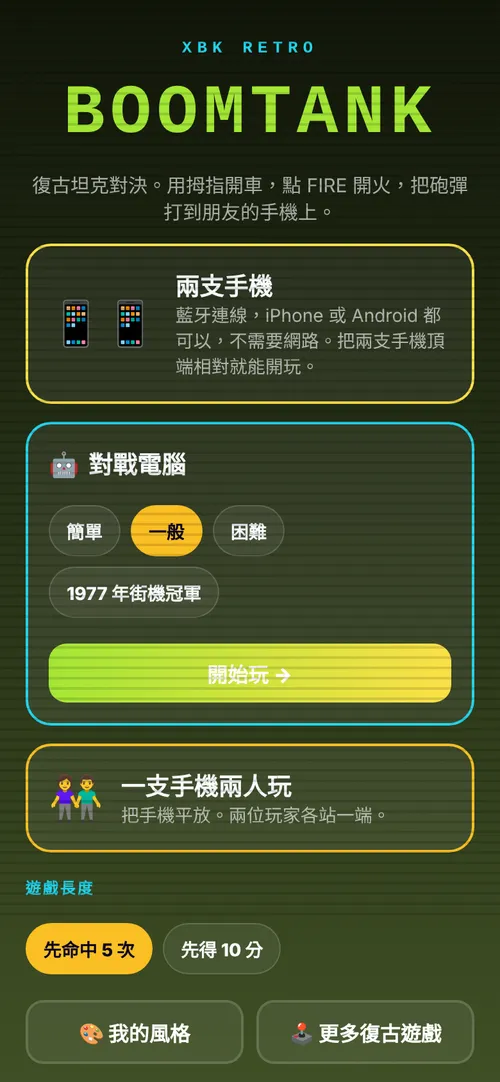 XBK RETRO
BOOMTANK
復古坦克對決。用拇指開車，點 FIRE 開火，把砲彈
打到朋友的手機上。
兩支手機
藍牙連線，iPhone 或 Android 都
可以，不需要網路。把兩支手機頂
端相對就能開玩。
對戰電腦
簡單
一般
困難
1977 年街機冠軍
開始玩 →
一支手機兩人玩
把手機平放。兩位玩家各站一端。
遊戲長度
先命中 5 次
先得 10 分
我的風格
更多復古遊戲